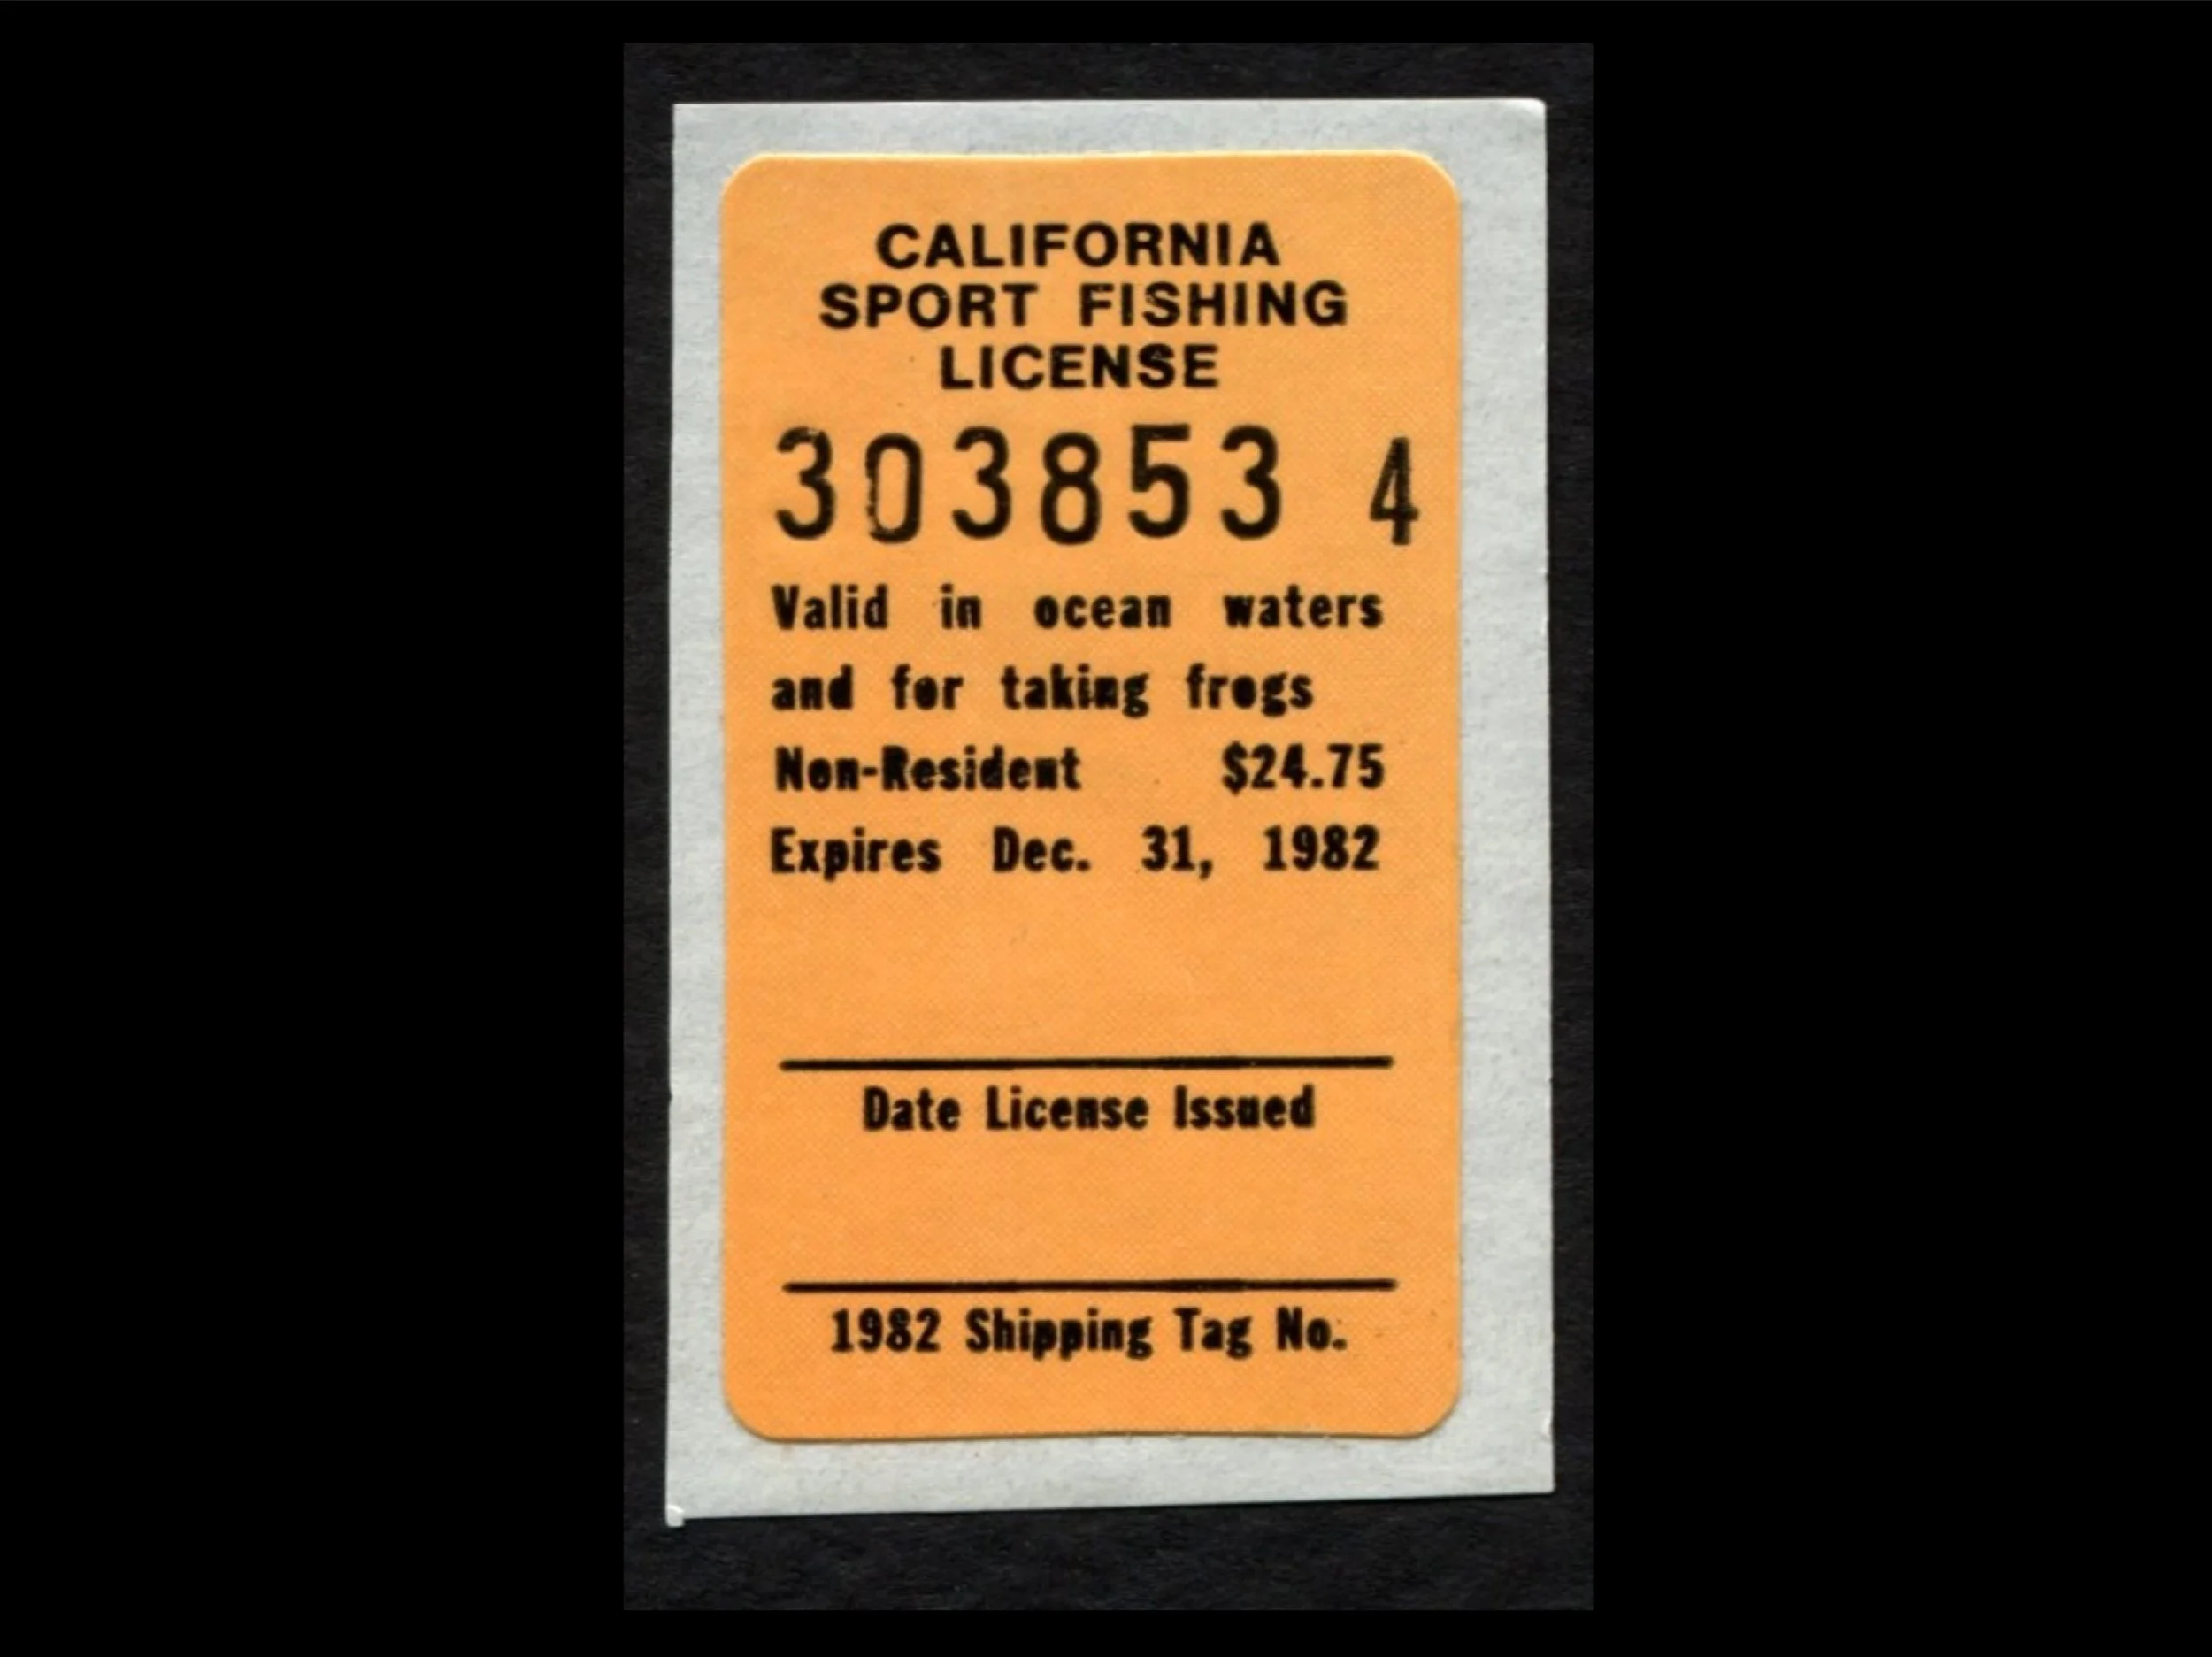 CALIFORNIA
SPORT FISHING
LICENSE
303853 4
Valid in ocean waters
and for taking frogs
Non-Resident $24.75
Expires Dec. 31, 1982
Date License Issued
1982 Shipping Tag No.